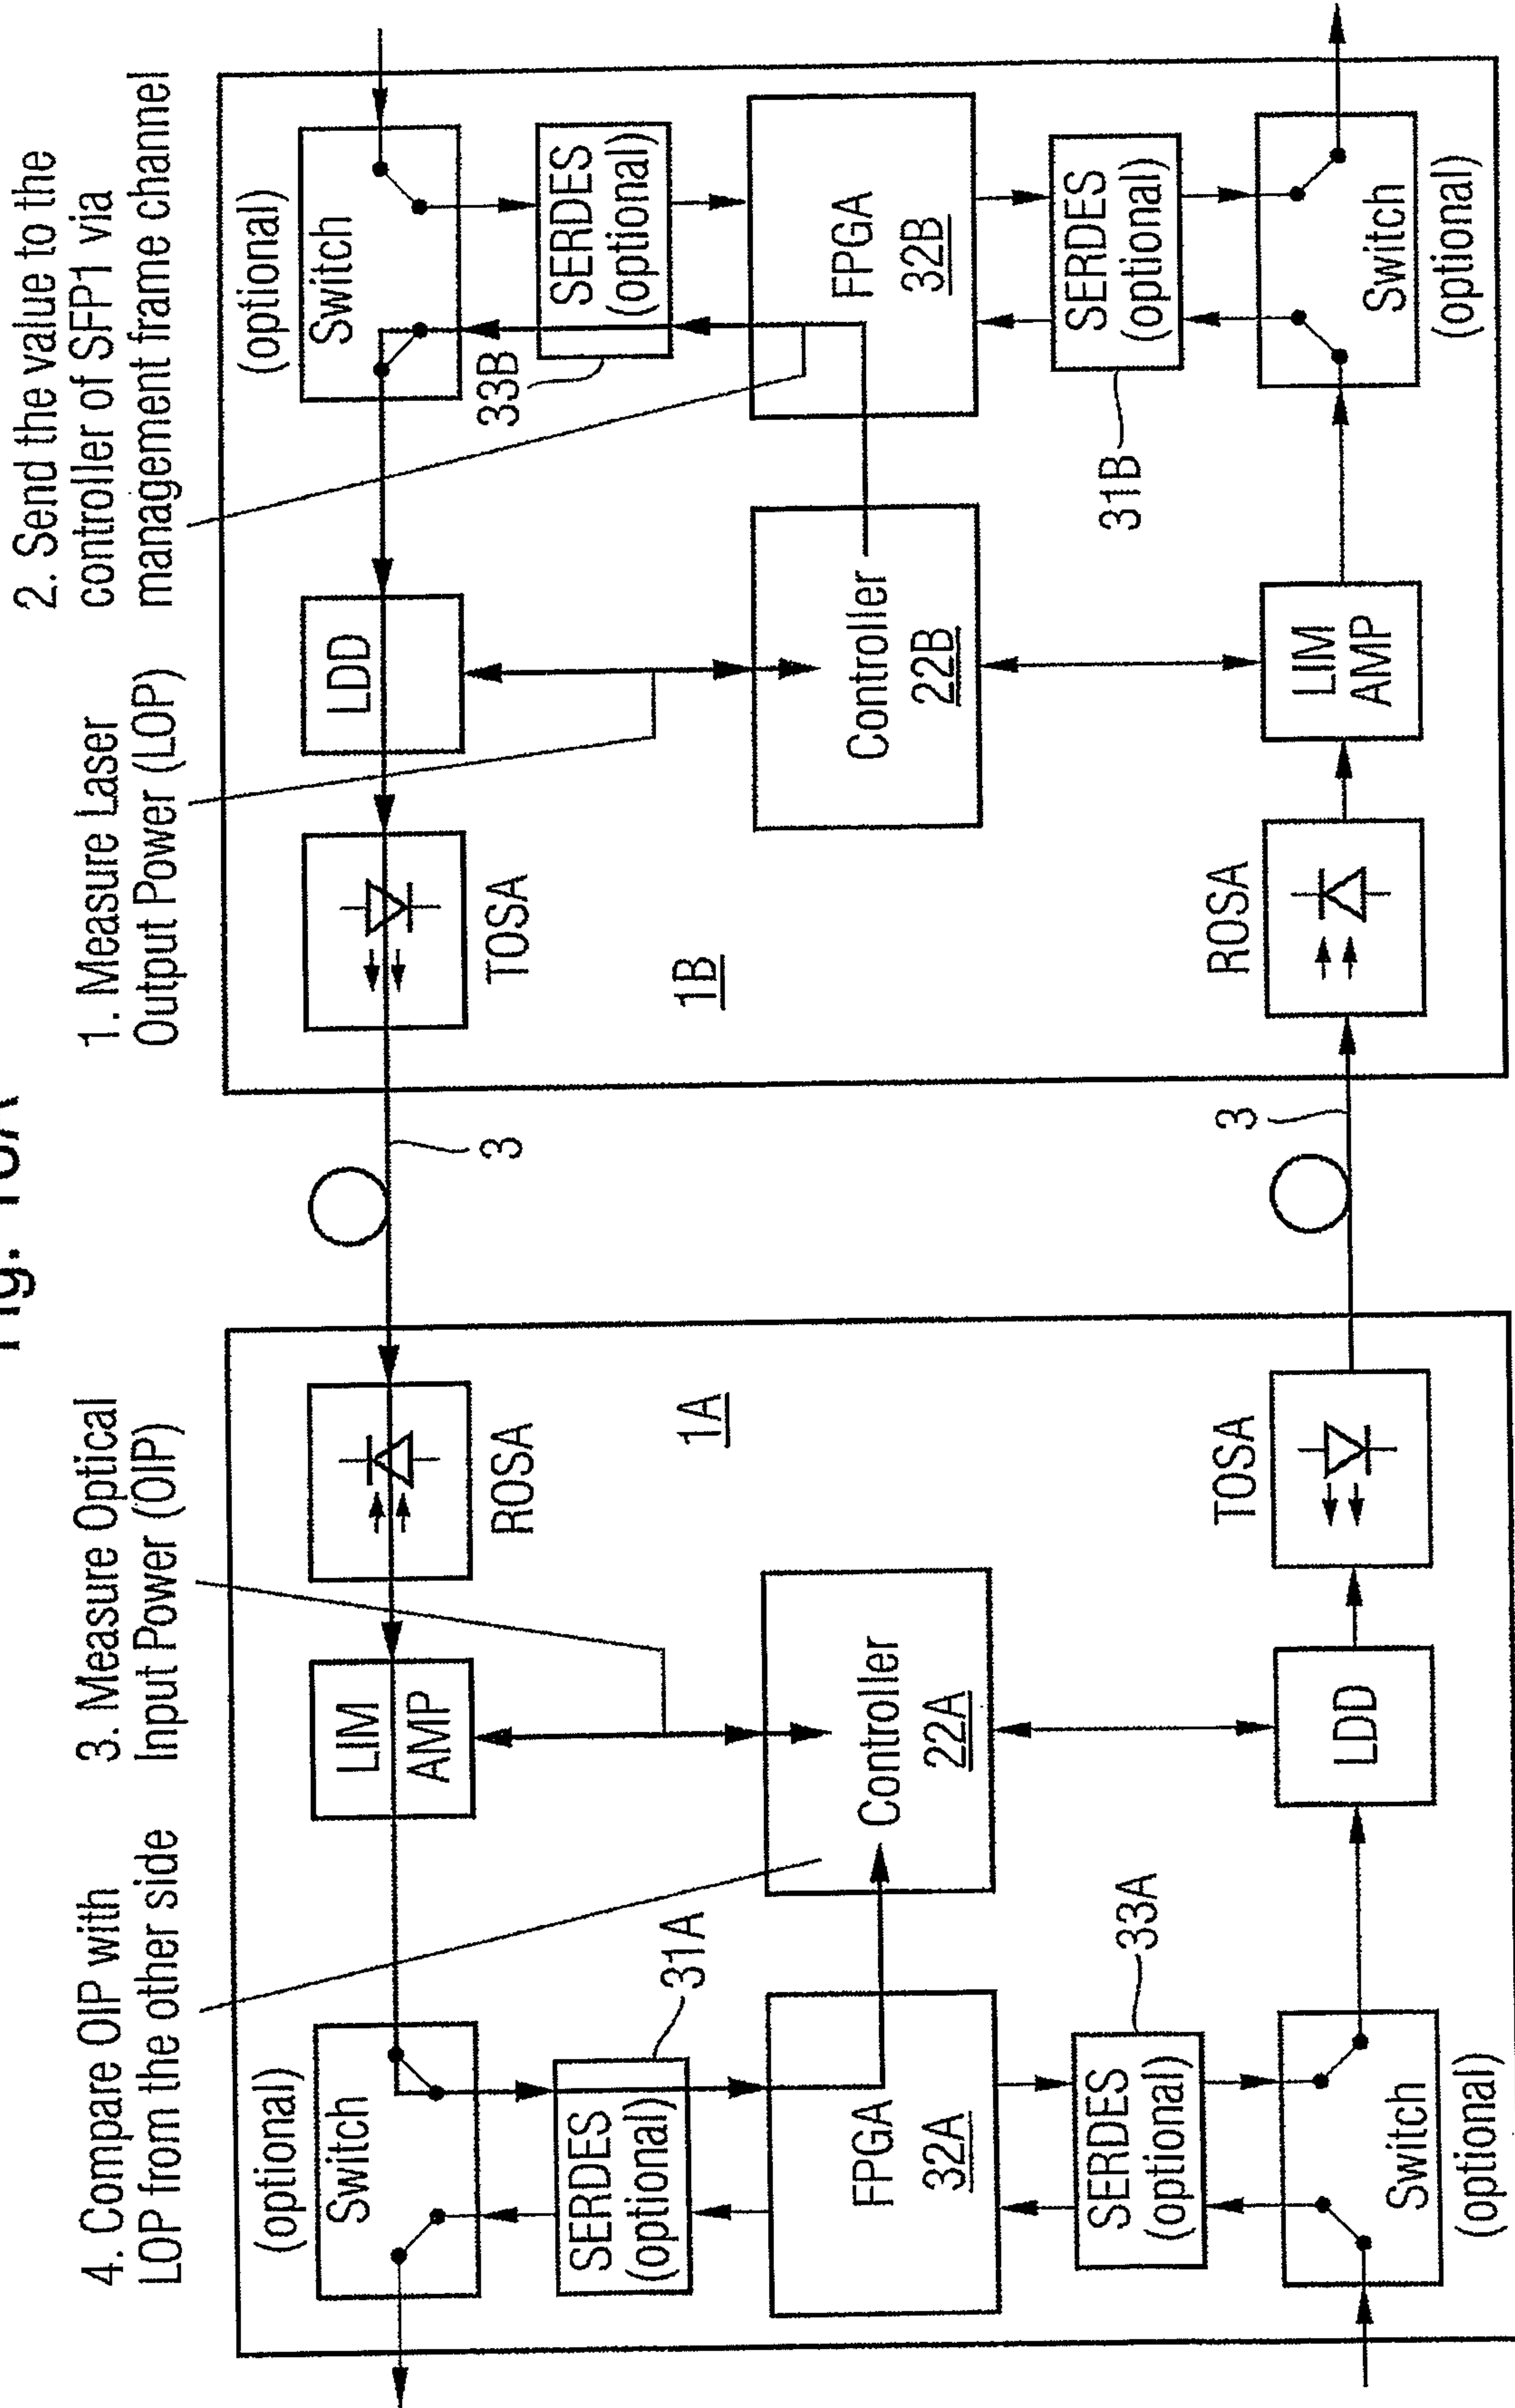 Fig. 10A
4. Compare OIP with
LOP from the other side
3. Measure Optical
Input Power (OIP)
1. Measure Laser
Output Power (LOP)
2. Send the value to the
controller of SFP1 via
management frame channel
(optional)
Switch
LIM
AMP
ROSA
3
TOSA
LDD
(optional)
Switch
SERDES
(optional)
31A
33B
SERDES
(optional)
1A
1B
FPGA
32A
Controller
22A
Controller
22B
FPGA
32B
SERDES
(optional)
33A
31B
SERDES
(optional)
TOSA
3
ROSA
Switch
(optional)
LDD
LIM
AMP
Switch
(optional)